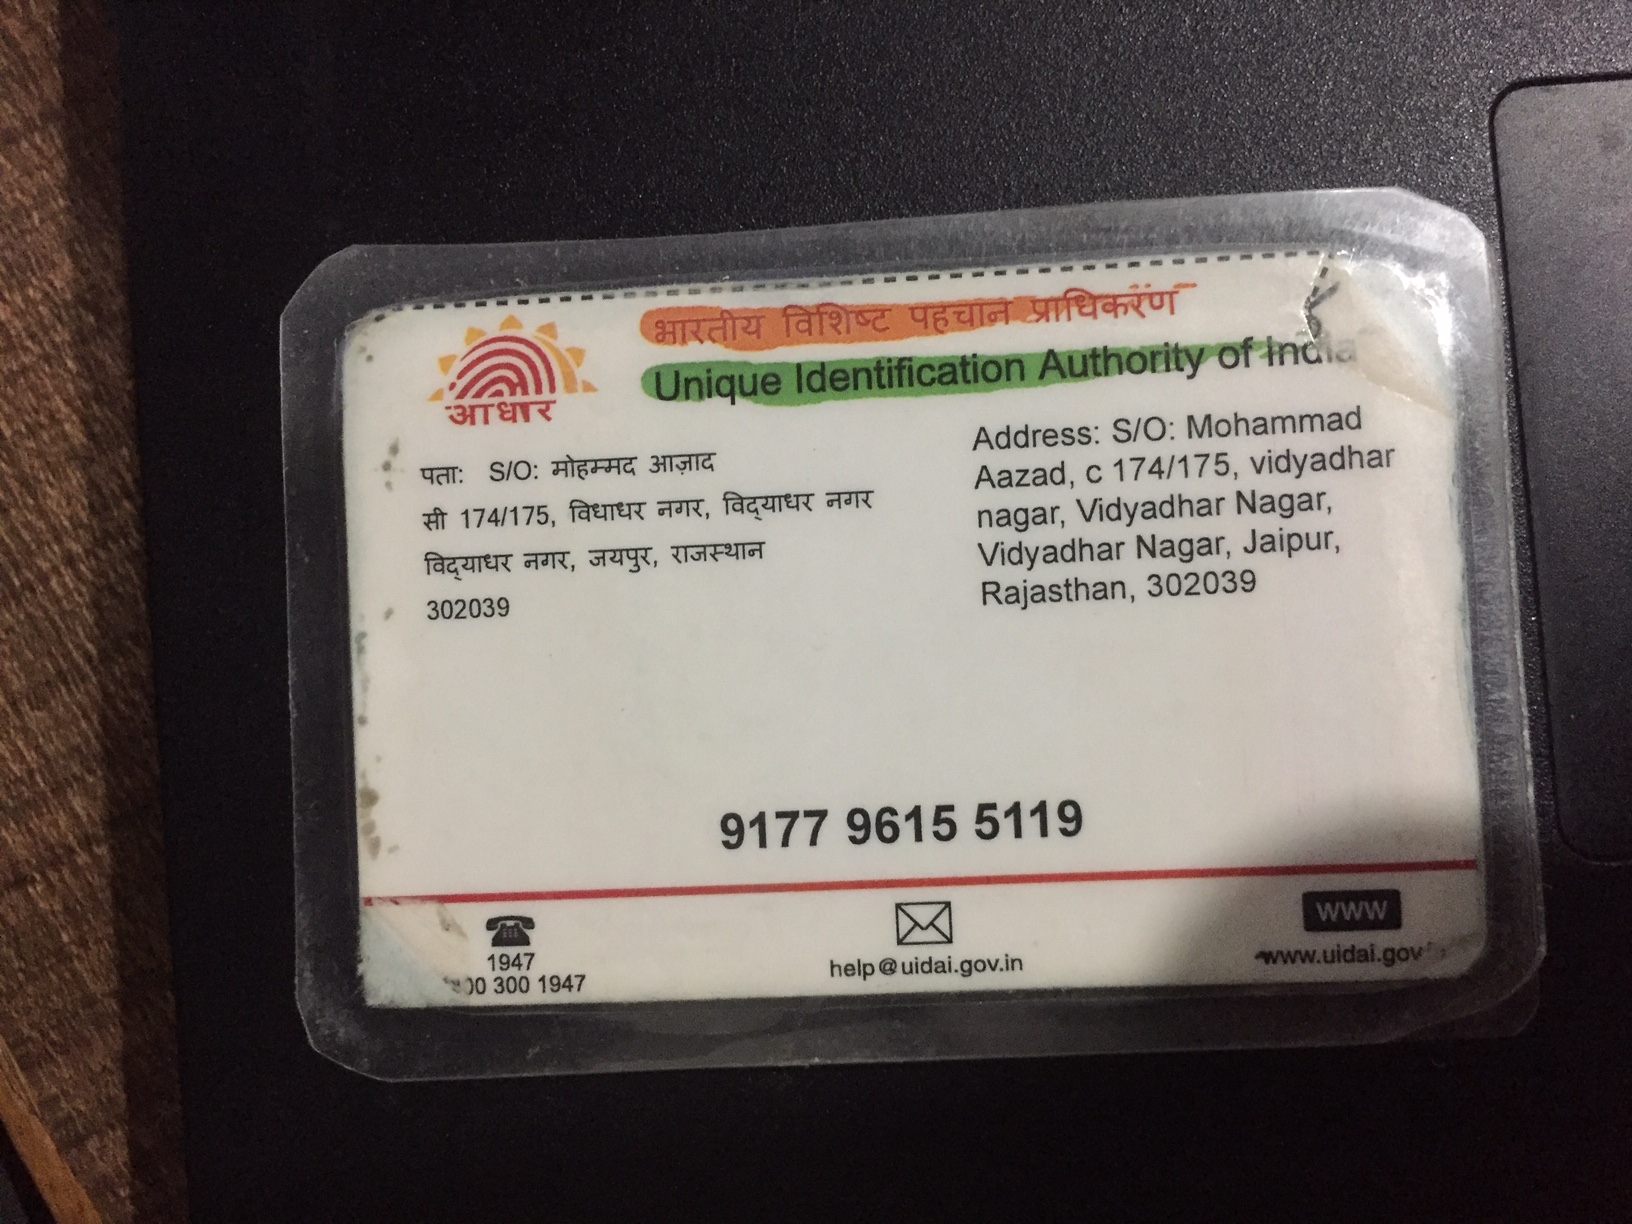 भारतीय विशिष्ट पहचान प्राधिकरण
Unique Identification Authority of India
आधार
पता: S/O: मोहम्मद आज़ाद
सी 174/175, विधाधर नगर, विद्याधर नगर
विद्याधर नगर, जयपुर, राजस्थान
302039
Address: S/O: Mohammad
Aazad, c 174/175, vidyadhar
nagar, Vidyadhar Nagar,
Vidyadhar Nagar, Jaipur,
Rajasthan, 302039
9177 9615 5119
1947
300 1947
help@uidai.gov.in
WWW
www.uidai.gov